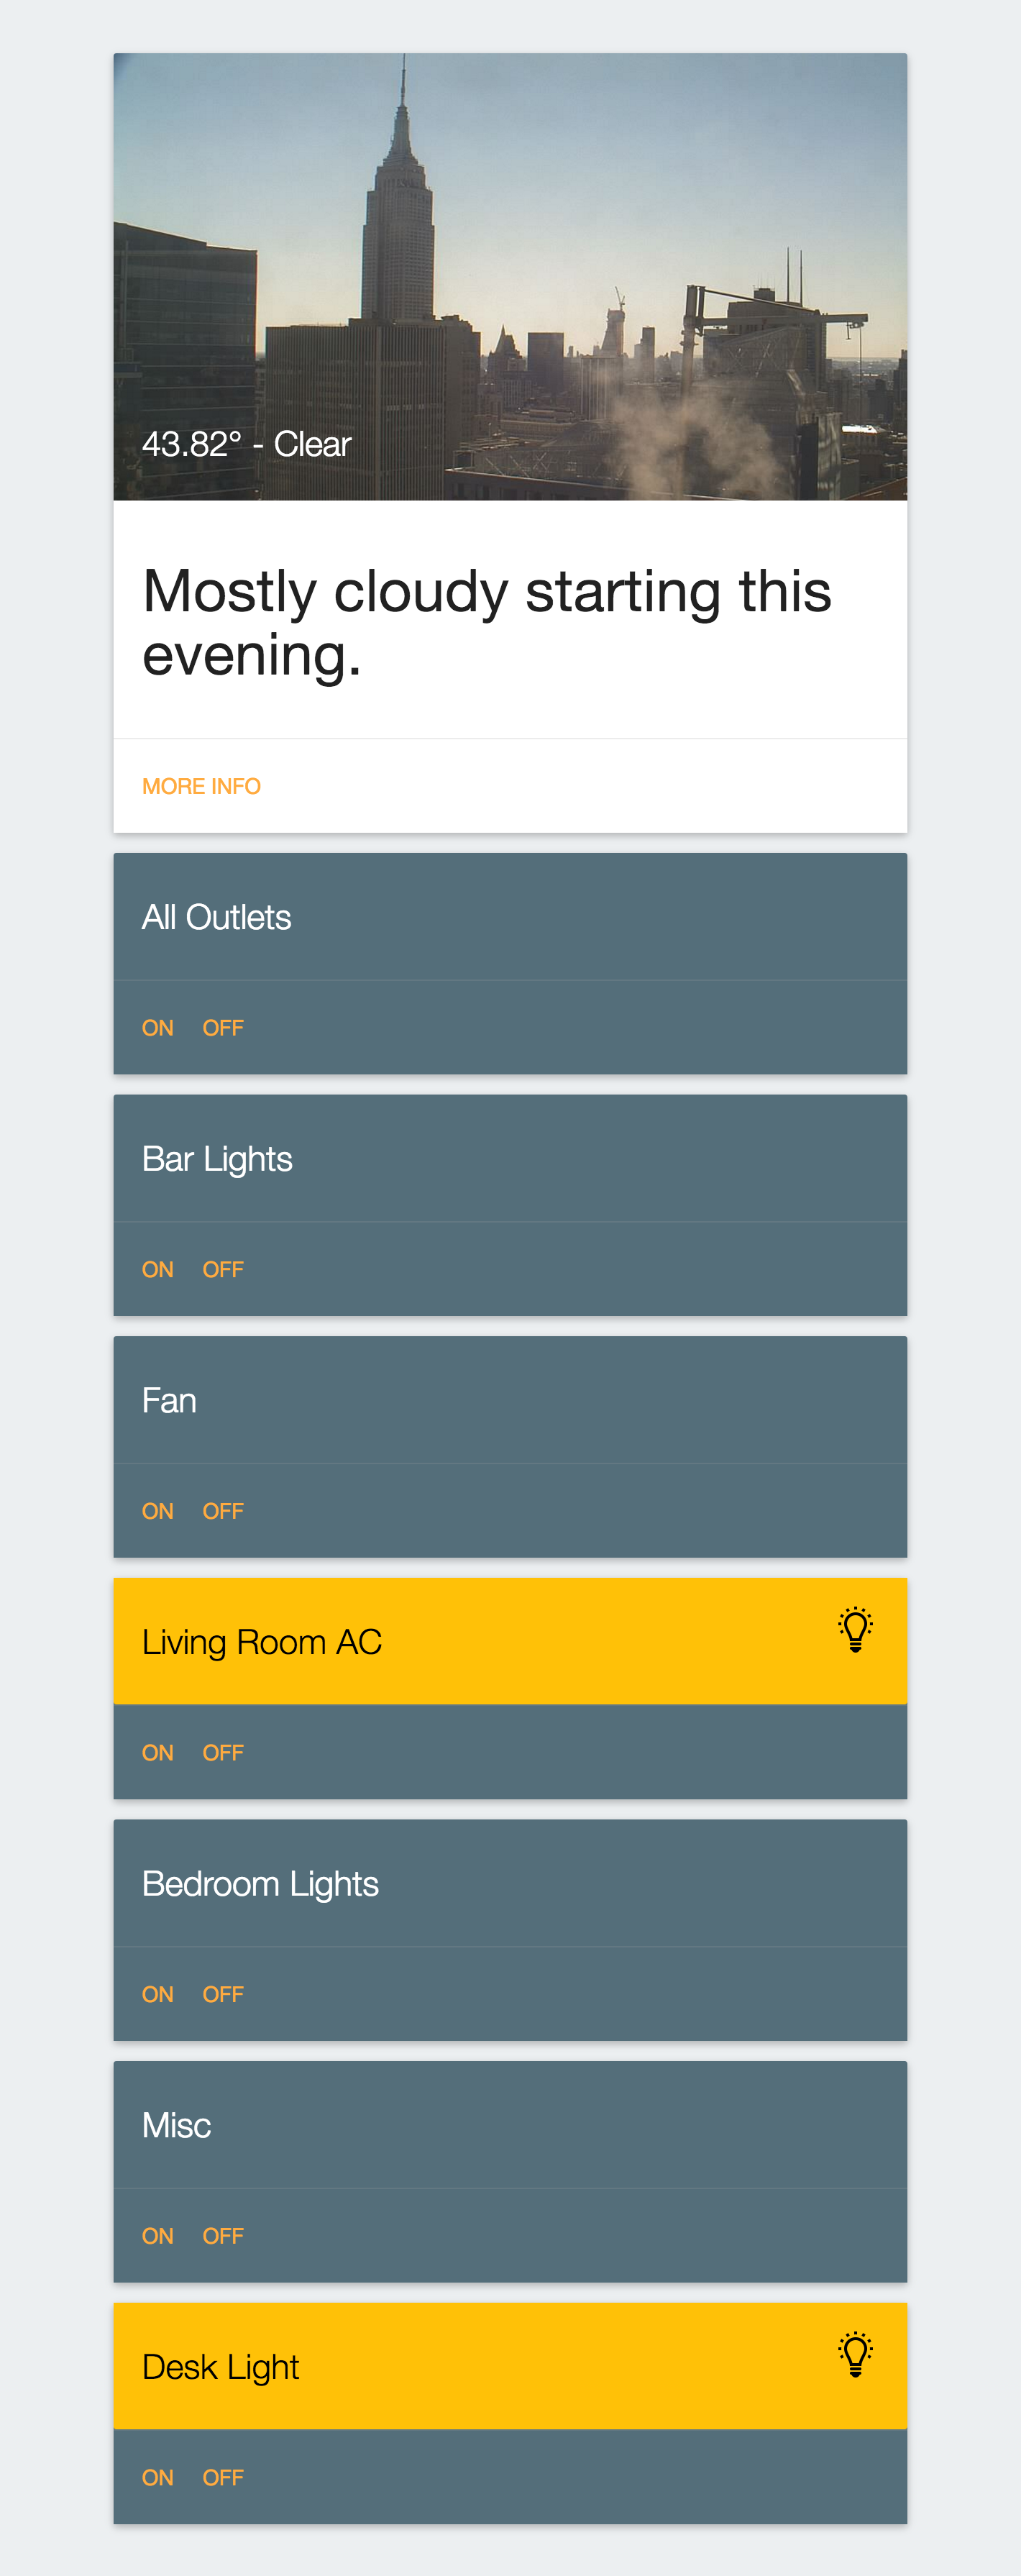 43.82° - Clear
Mostly cloudy starting this
evening.
MORE INFO
All Outlets
ON OFF
Bar Lights
ON OFF
Fan
ON OFF
Living Room AC
ON OFF
Bedroom Lights
ON OFF
Misc
ON OFF
Desk Light
ON OFF